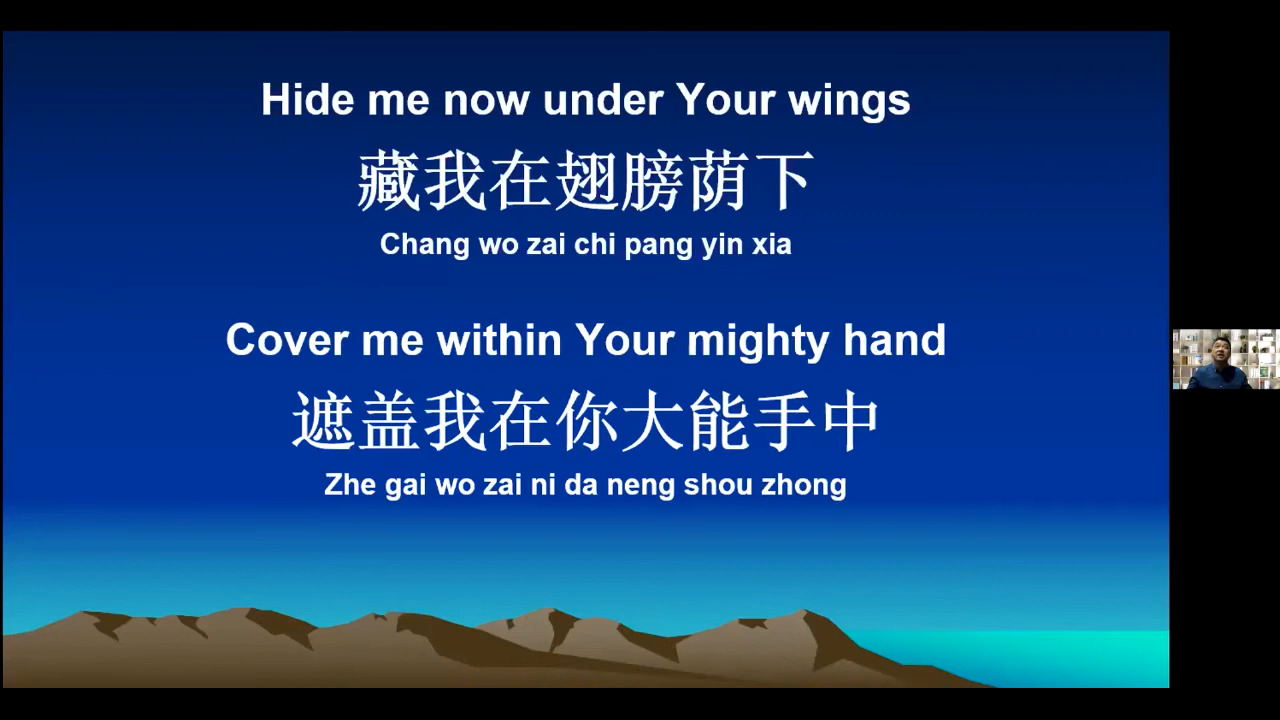 Hide me now under Your wings
藏我在翅膀荫下
Chang wo zai chi pang yin xia
Cover me within Your mighty hand
遮盖我在你大能手中
Zhe gai wo zai ni da neng shou zhong